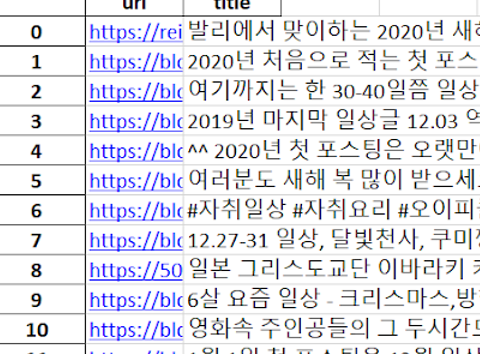 url title
0 https://rei 발리에서 맞이하는 2020년 새해
1 https://blo 2020년 처음으로 적는 첫 포스
2 https://blo 여기까지는 한 30-40일쯤 일상
3 https://blo 2019년 마지막 일상글 12.03
4 https://blo ^^ 2020년 첫 포스팅은 오랫만
5 https://blo 여러분도 새해 복 많이 받으세
6 https://blo #자취일상 #자취요리 #오이피
7 https://blo 12.27-31 일상, 달빛천사, 쿠미
8 https://50 일본 그리스도교단 이바라키
9 https://blo 6살 요즘 일상 - 크리스마스,방
10 https://blo 영화속 주인공들의 그 두시간